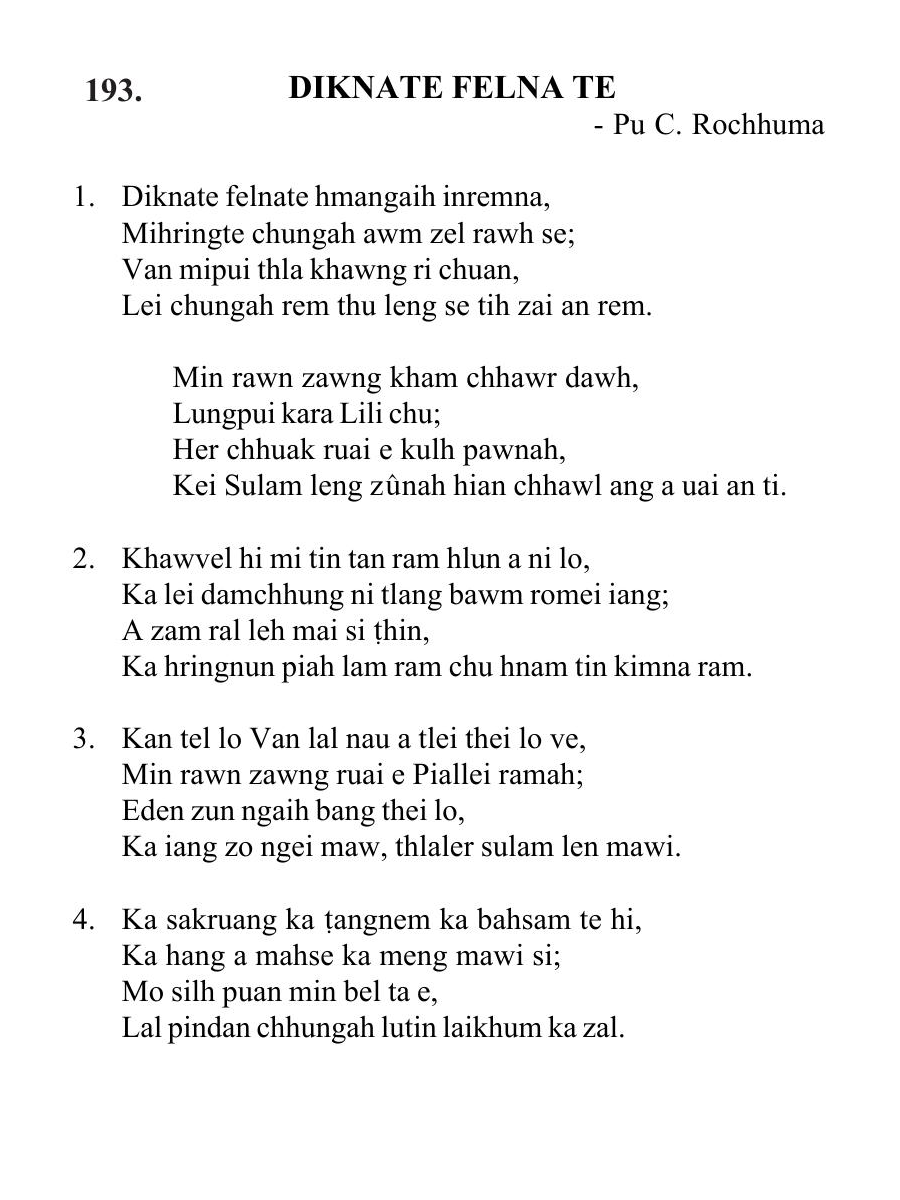 193. DIKNATE FELNA TE
- Pu C. Rochhuma
1. Diknate felnate hmangaih inremna,
Mihringte chungah awm zel rawh se;
Van mipui thla khawng ri chuan,
Lei chungah rem thu leng se tih zai an rem.
Min rawn zawng kham chhawr dawh,
Lungpui kara Lili chu;
Her chhuak ruai e kulh pawnah,
Kei Sulam leng zûnah hian chhawl ang a uai an ti.
2. Khawvel hi mi tin tan ram hlun a ni lo,
Ka lei damchhung ni tlang bawm romei iang;
A zam ral leh mai si ṭhin,
Ka hringnun piah lam ram chu hnam tin kimna ram.
3. Kan tel lo Van lal nau a tlei thei lo ve,
Min rawn zawng ruai e Piallei ramah;
Eden zun ngaih bang thei lo,
Ka iang zo ngei maw, thlaler sulam len mawi.
4. Ka sakruang ka ṭangnem ka bahsam te hi,
Ka hang a mahse ka meng mawi si;
Mo silh puan min bel ta e,
Lal pindan chhungah lutin laikhum ka zal.